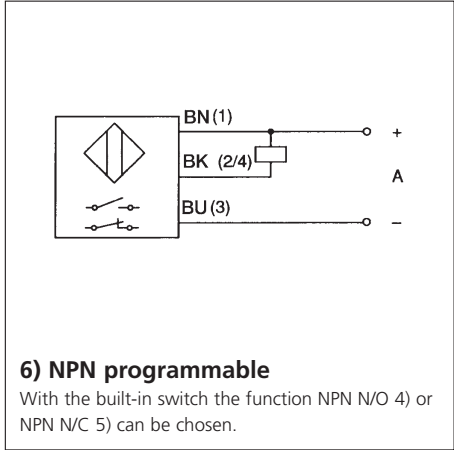 BN (1)
+
BK (2/4)
A
BU (3)
–
6) NPN programmable
With the built-in switch the function NPN N/O 4) or
NPN N/C 5) can be chosen.